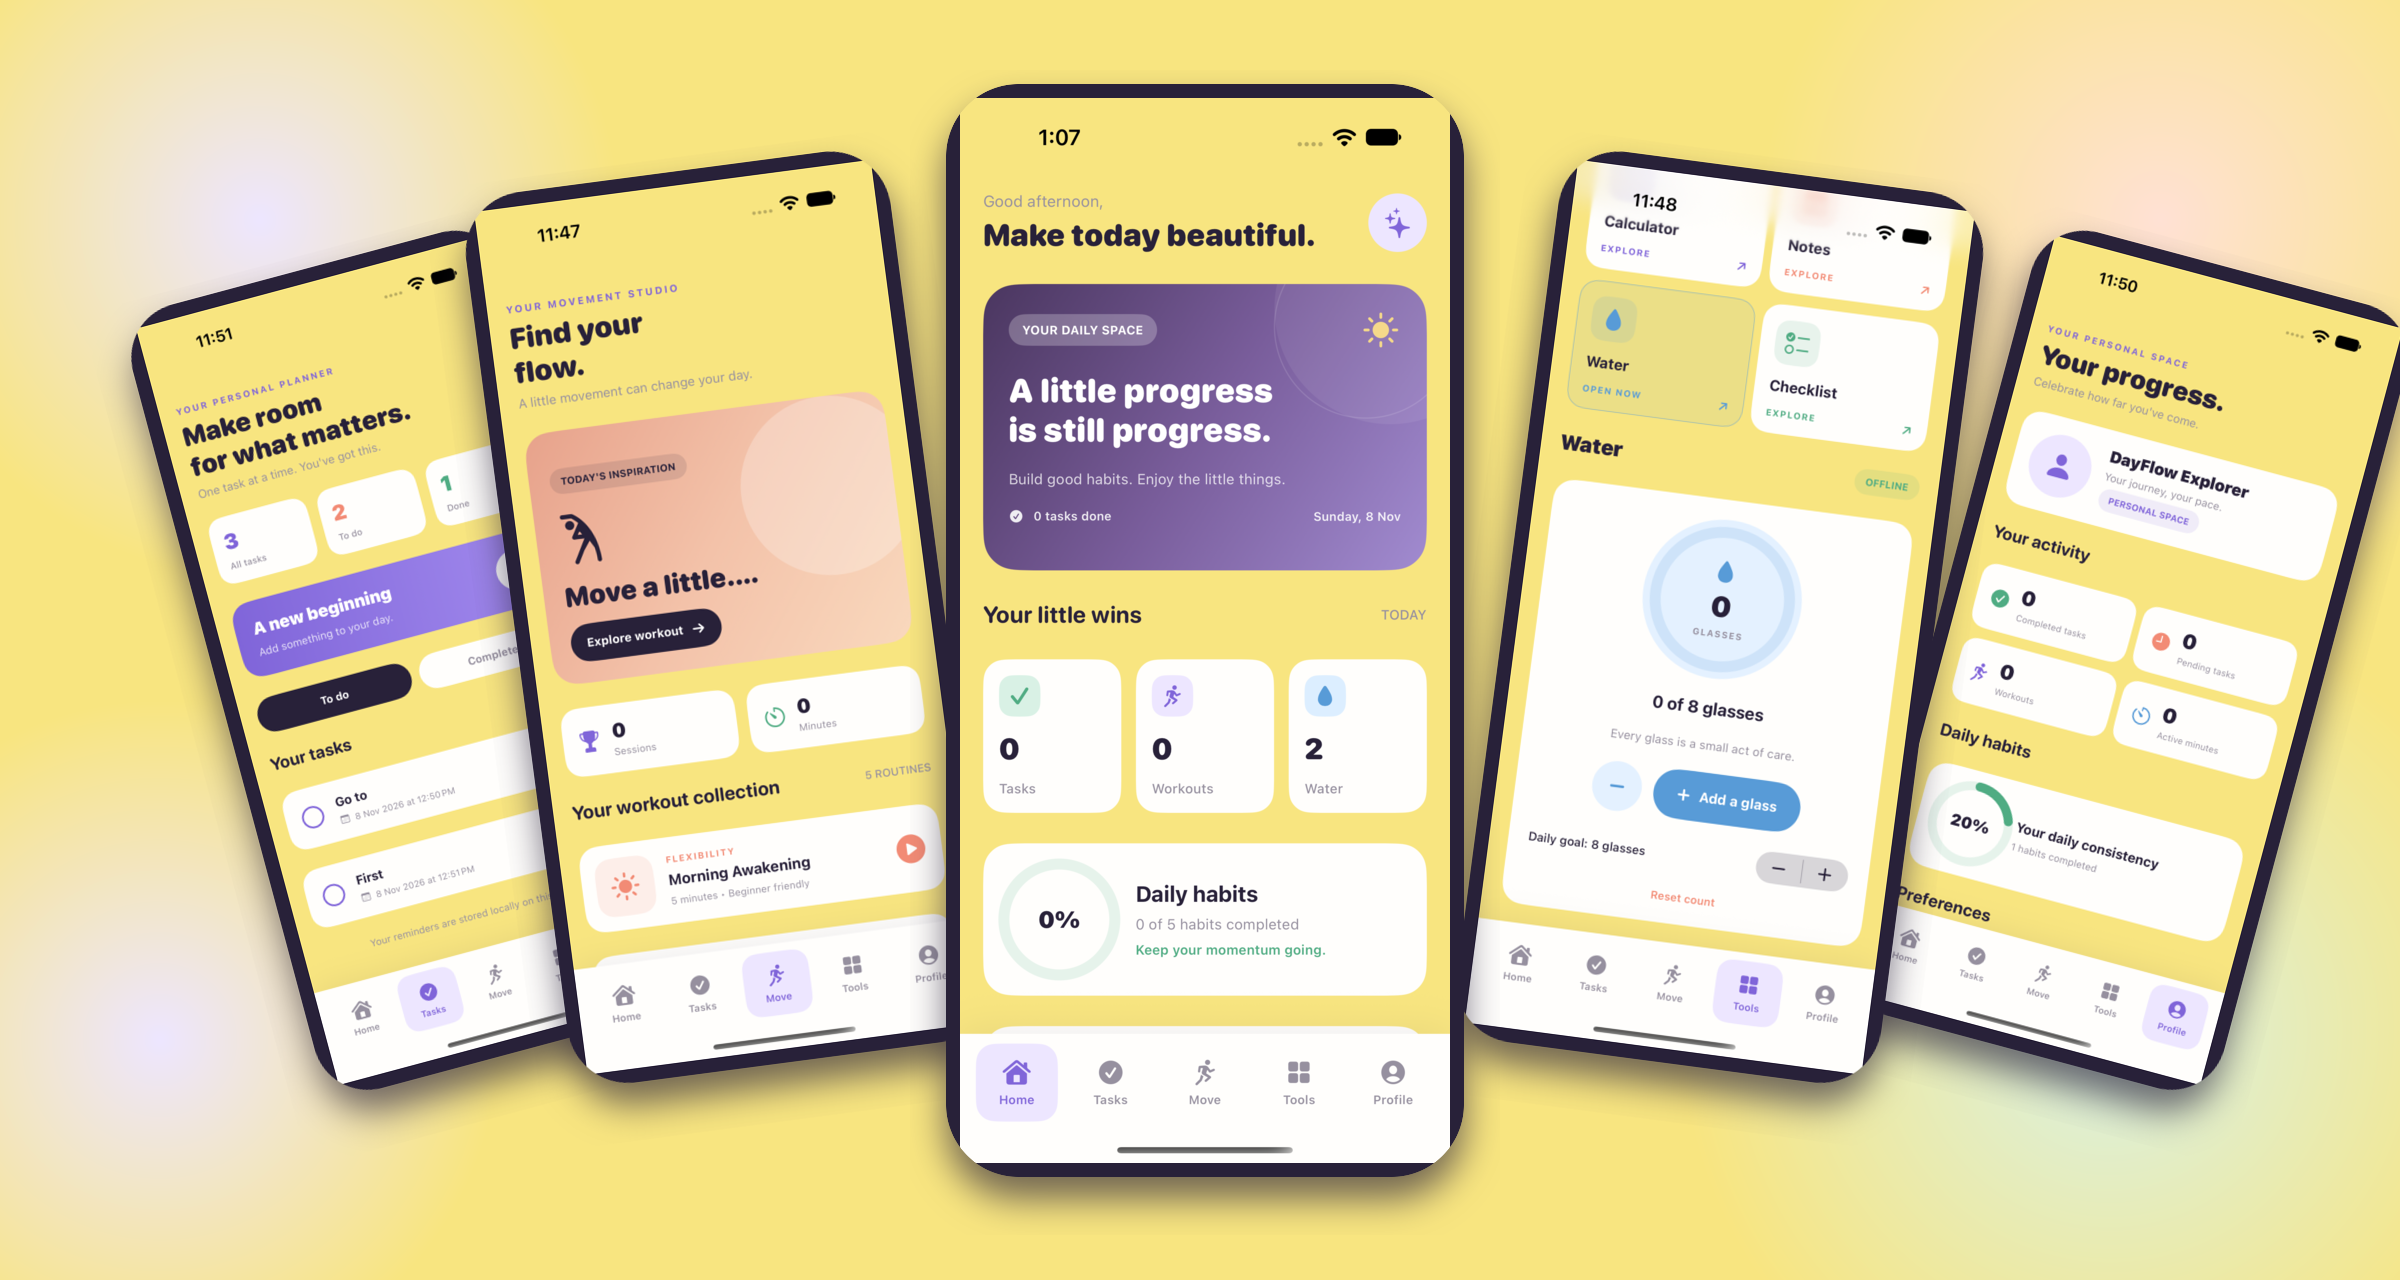 11:51
YOUR PERSONAL PLANNER
Make room
for what matters.
One task at a time. You've got this.
3
All tasks
2
To do
1
Done
A new beginning
Add something to your day.
To do
Your tasks
Go to
8 Nov 2026 at 12:50 PM
First
8 Nov 2026 at 12:51 PM
Your reminders are stored locally on
Home
Tasks
Move
11:47
YOUR MOVEMENT STUDIO
Find your
flow.
A little movement can change your day.
TODAY'S INSPIRATION
Move a little....
Explore workout
0
Sessions
0
Minutes
Your workout collection
5 ROUTINES
FLEXIBILITY
Morning Awakening
5 minutes • Beginner friendly
Home
Tasks
Move
Tools
Profile
1:07
Good afternoon,
Make today beautiful.
YOUR DAILY SPACE
A little progress
is still progress.
Build good habits. Enjoy the little things.
0 tasks done
Sunday, 8 Nov
Your little wins
TODAY
0
Tasks
0
Workouts
2
Water
0%
Daily habits
0 of 5 habits completed
Keep your momentum going.
Home
Tasks
Move
Tools
Profile
11:48
Calculator
EXPLORE
Notes
EXPLORE
Water
OPEN NOW
Checklist
EXPLORE
Water
OFFLINE
0
GLASSES
0 of 8 glasses
Every glass is a small act of care.
− + Add a glass
Daily goal: 8 glasses
− +
Reset count
Home
Tasks
Move
Tools
Profile
11:50
YOUR PERSONAL SPACE
Your progress.
Celebrate how far you've come.
DayFlow Explorer
Your journey, your pace.
PERSONAL SPACE
Your activity
0
Completed tasks
0
Pending tasks
0
Workouts
0
Active minutes
Daily habits
20%
Your daily consistency
1 habits completed
Preferences
Home
Tasks
Move
Tools
Profile